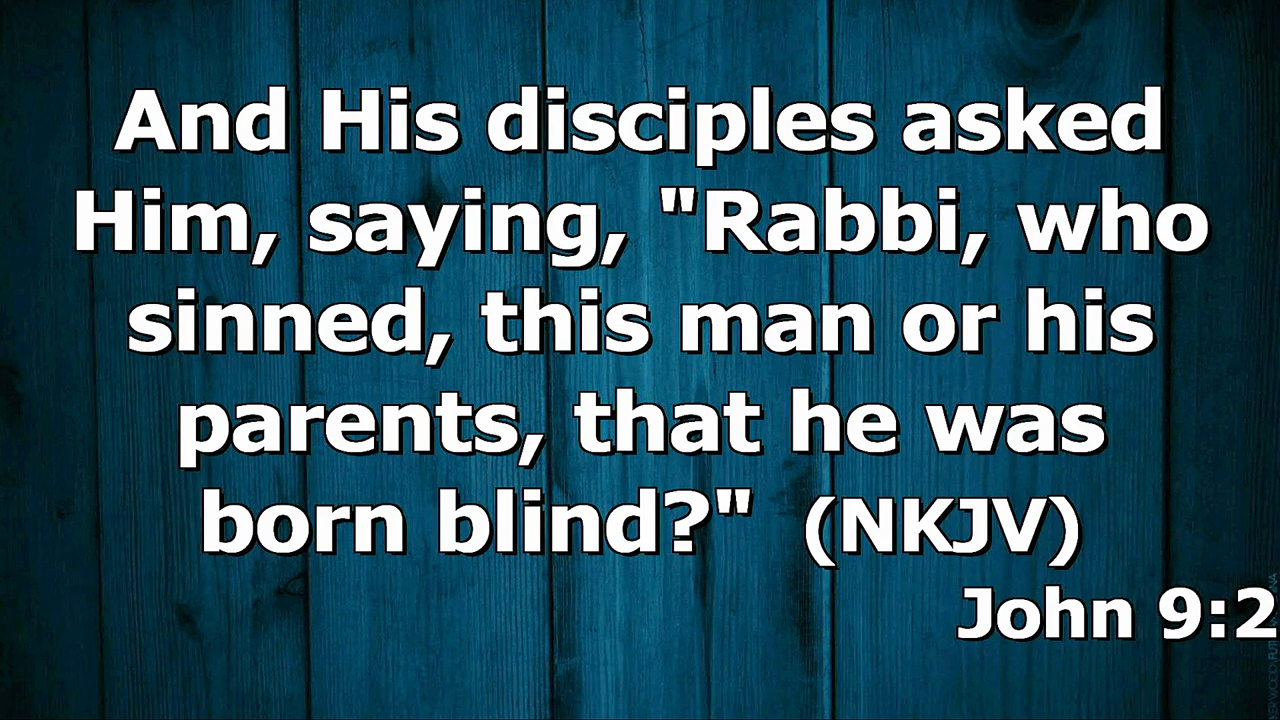 And His disciples asked
Him, saying, "Rabbi, who
sinned, this man or his
parents, that he was
born blind?" (NKJV)
John 9:2